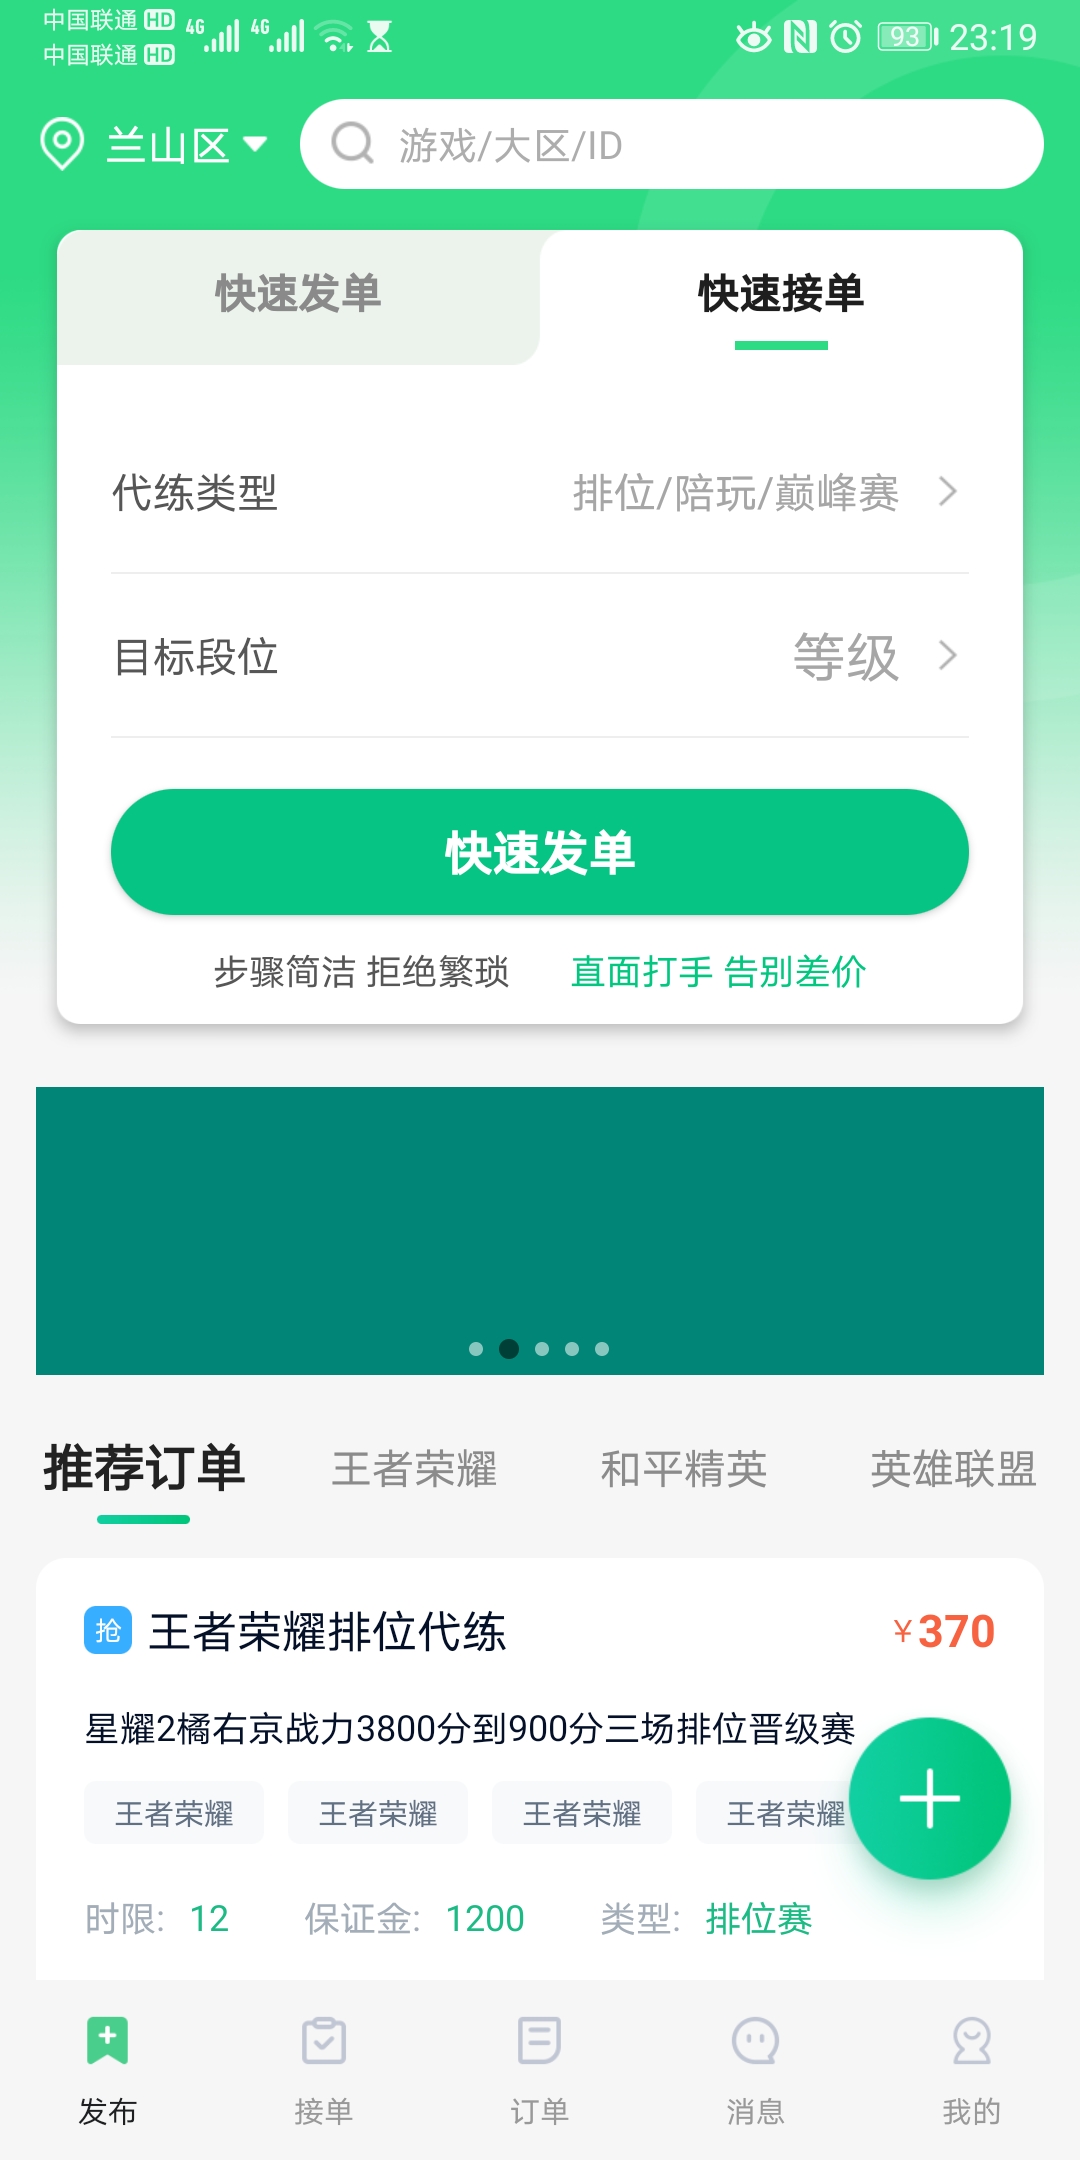 中国联通 HD 4G 4G 93 23:19
中国联通 HD
兰山区 游戏/大区/ID
快速发单 快速接单
代练类型 排位/陪玩/巅峰赛
目标段位 等级
快速发单
步骤简洁 拒绝繁琐 直面打手 告别差价
推荐订单 王者荣耀 和平精英 英雄联盟
抢 王者荣耀排位代练 ￥370
星耀2橘右京战力3800分到900分三场排位晋级赛
王者荣耀 王者荣耀 王者荣耀 王者荣耀
时限: 12 保证金: 1200 类型: 排位赛
发布 接单 订单 消息 我的